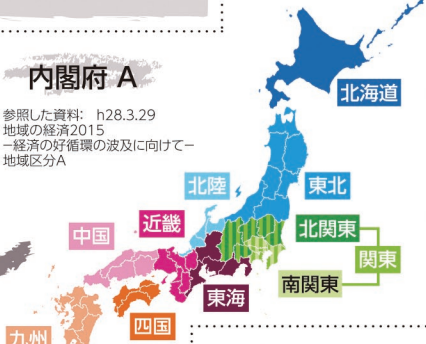 内閣府 A
参照した資料: h28.3.29
地域の経済2015
−経済の好循環の波及に向けて−
地域区分A
北海道
北陸
東北
中国
近畿
北関東
関東
南関東
東海
四国
九州